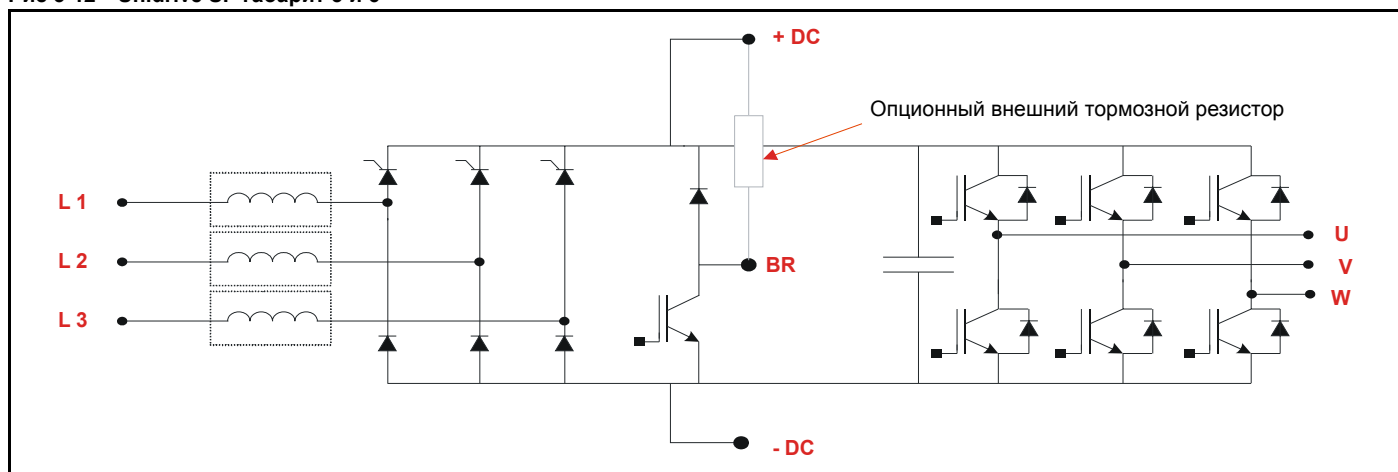 + DC
Опционный внешний тормозной резистор
L 1
L 2
L 3
BR
U
V
W
- DC